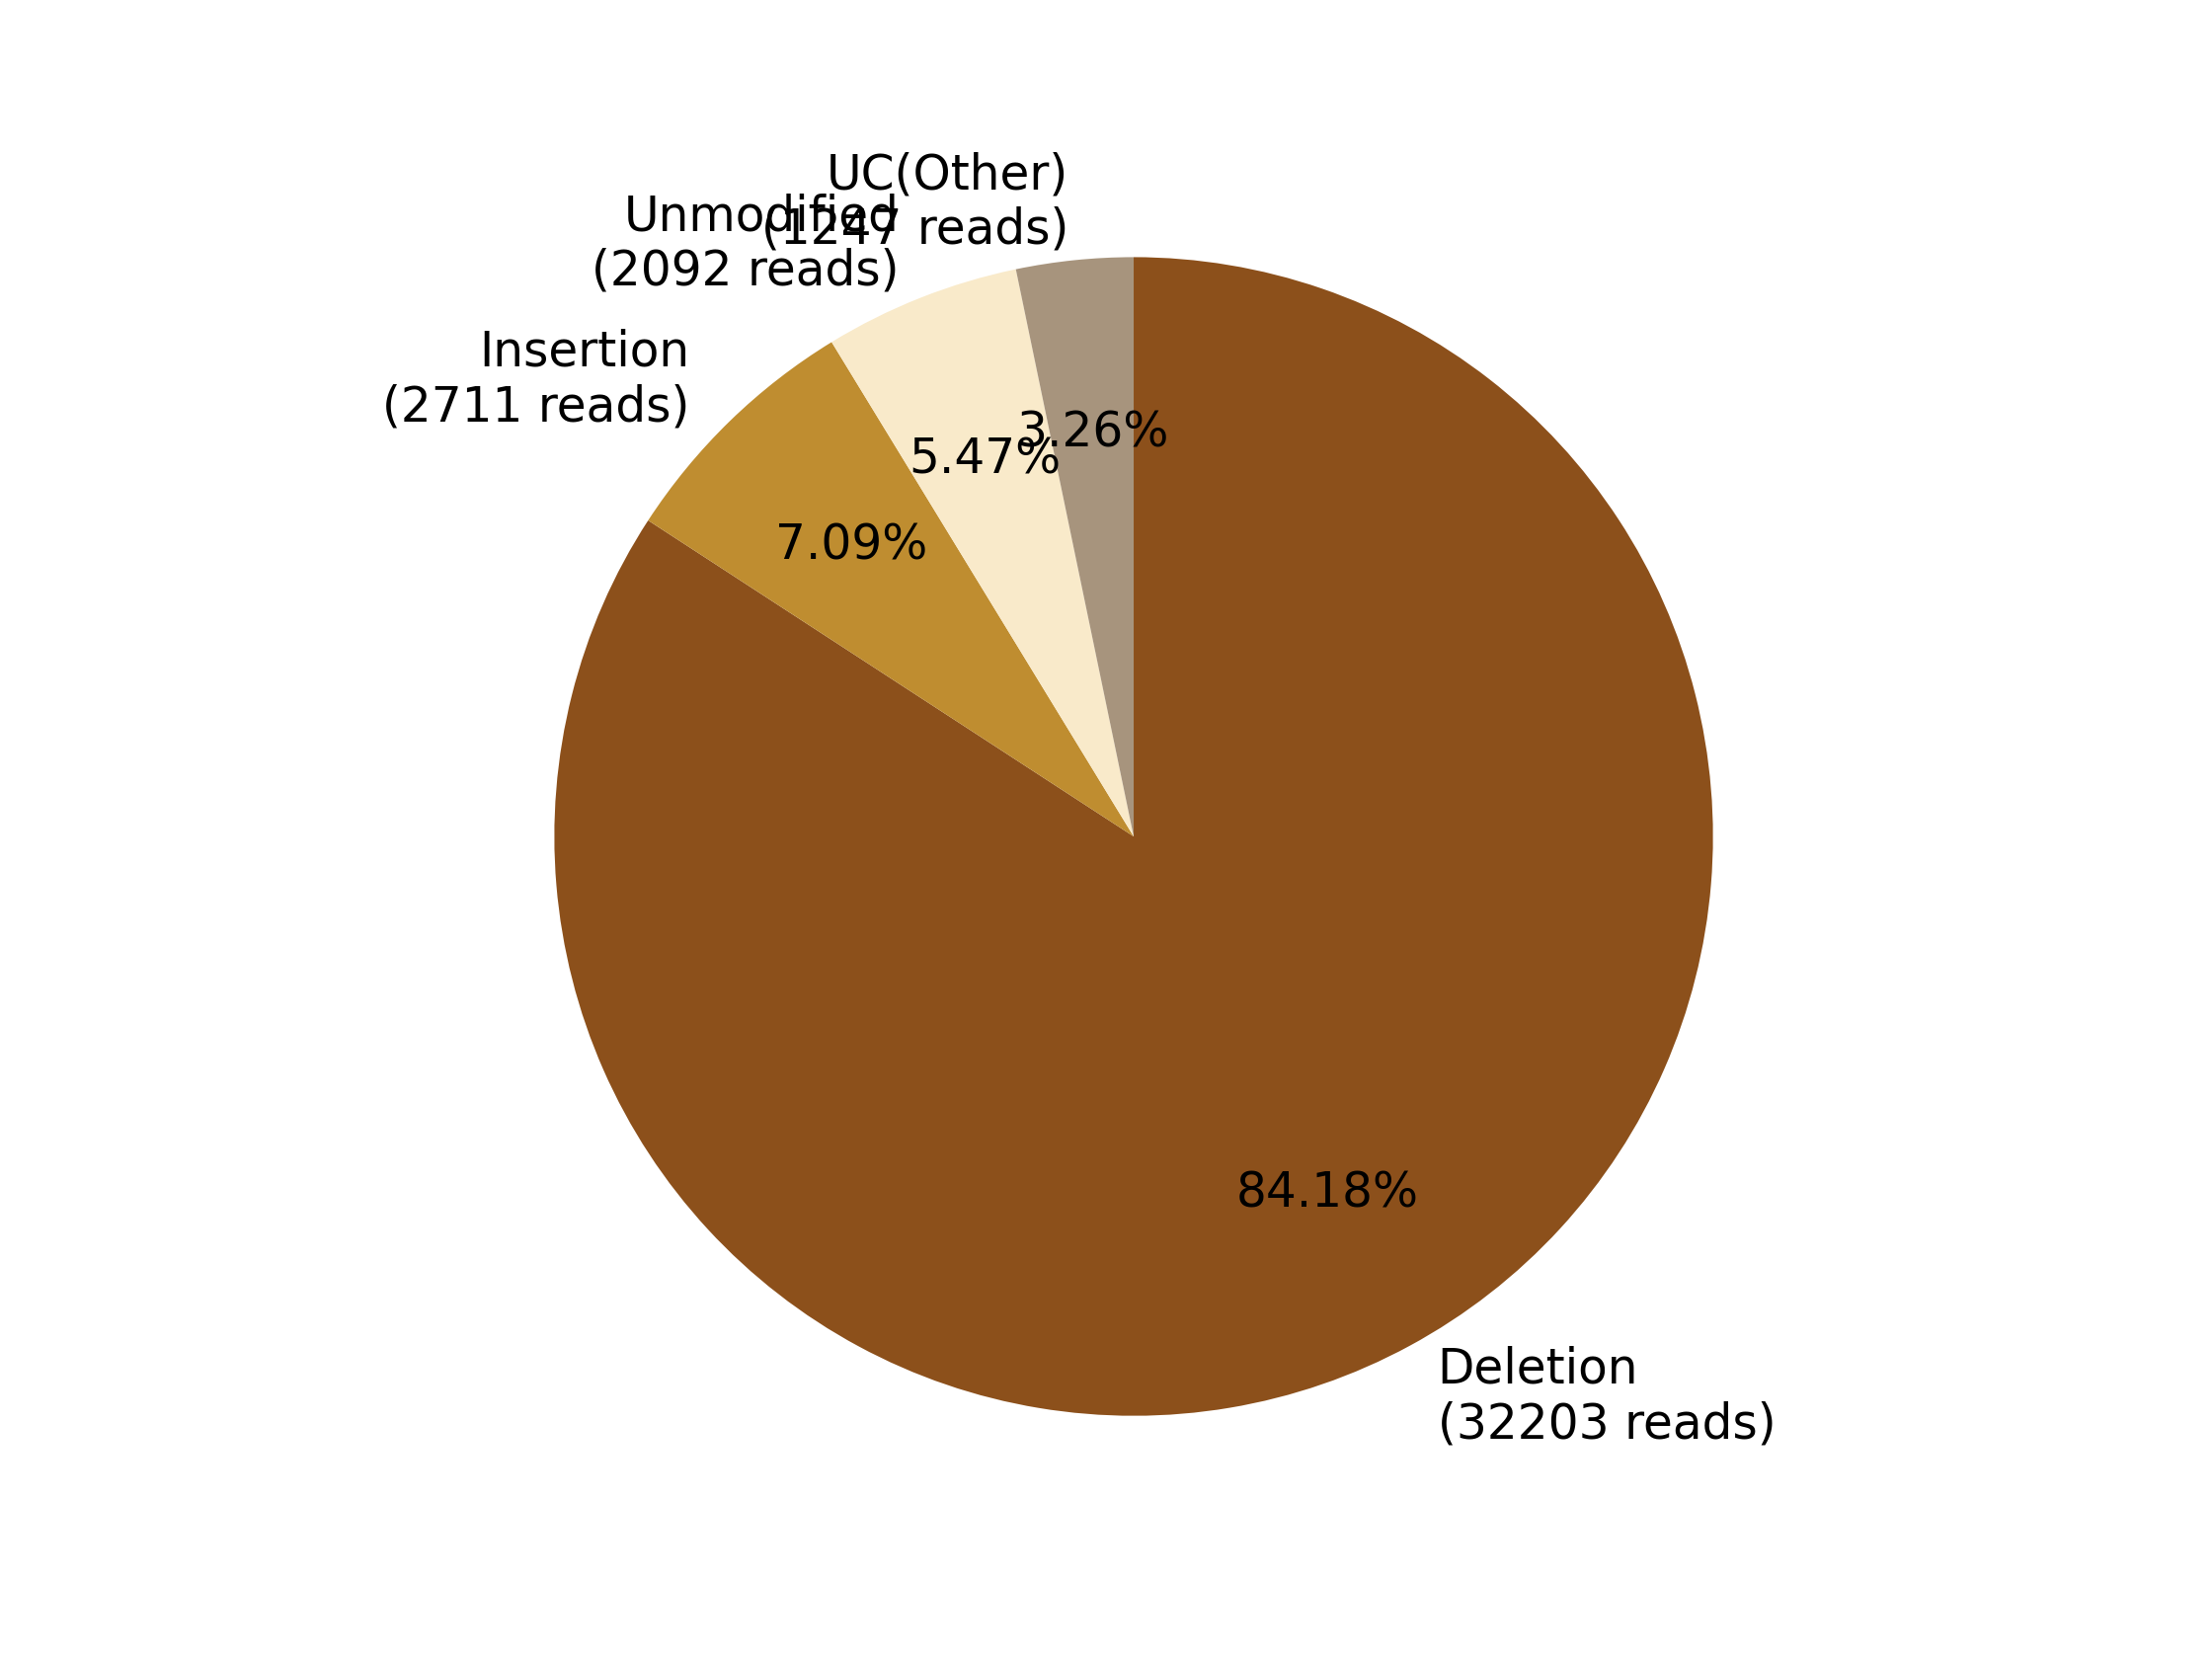 UC(Other)
(1247 reads)
Unmodified
(2092 reads)
Insertion
(2711 reads)
3.26%
5.47%
7.09%
84.18%
Deletion
(32203 reads)